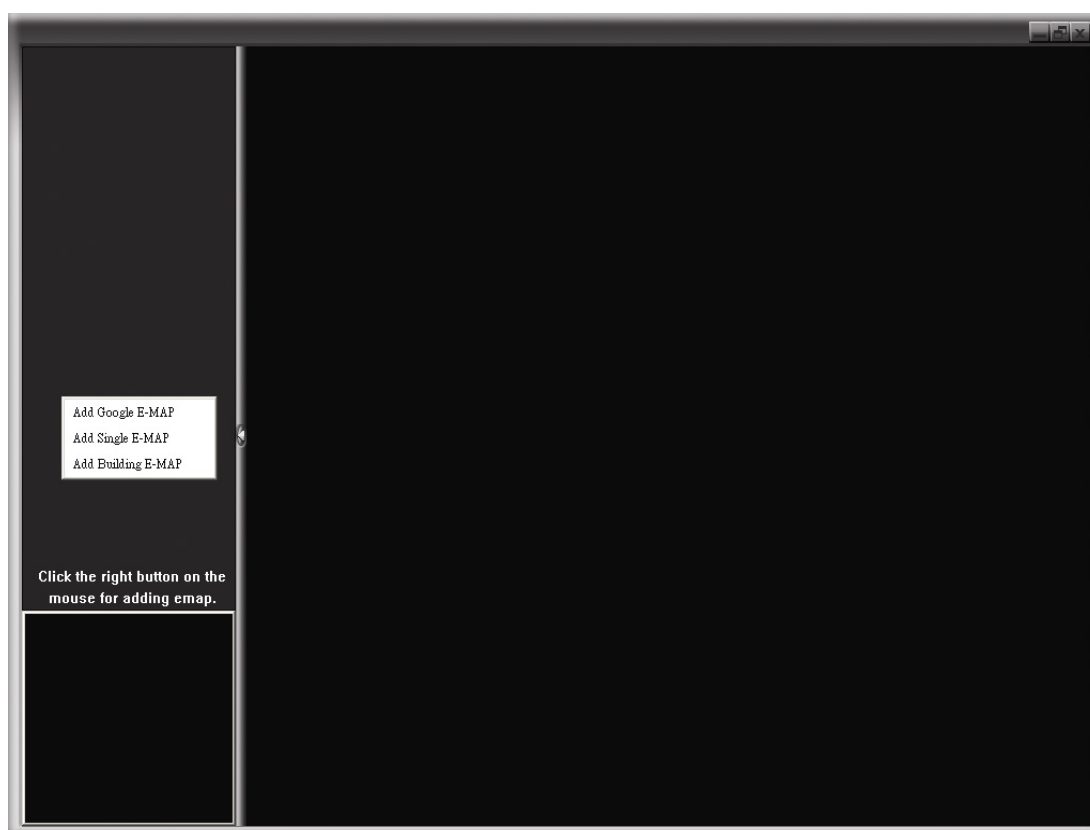 Add Google E-MAP
Add Single E-MAP
Add Building E-MAP
Click the right button on the
mouse for adding emap.